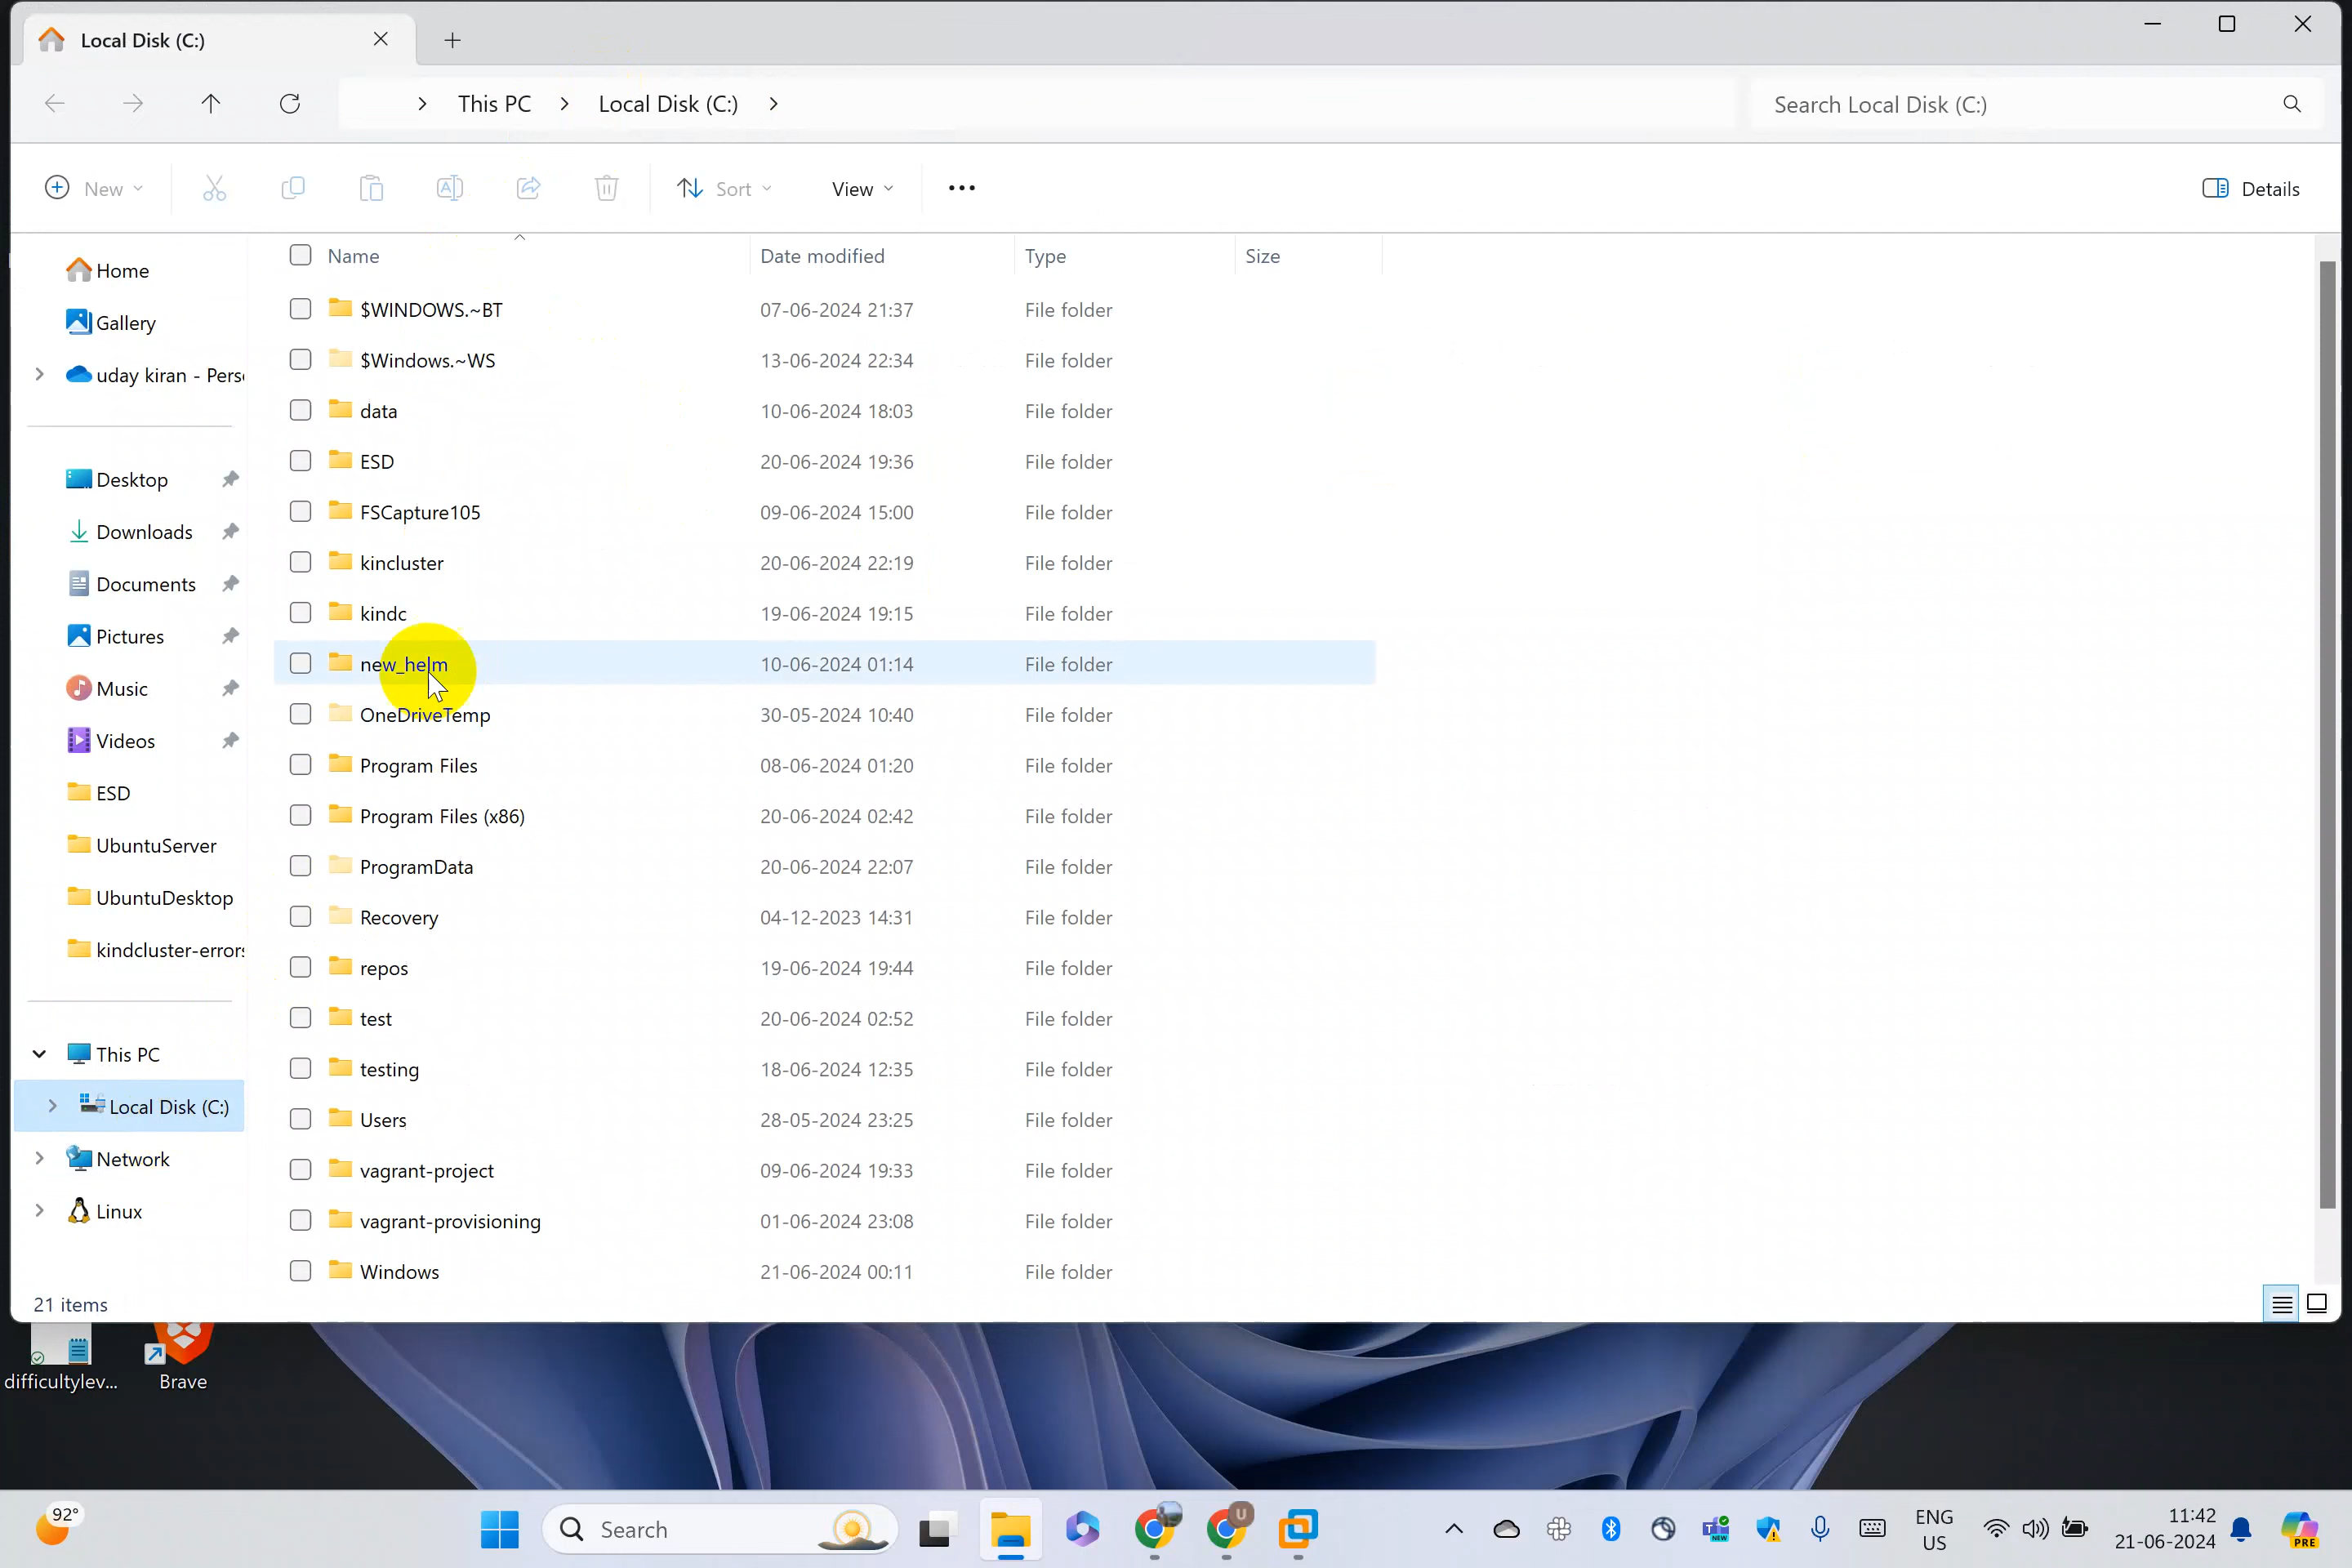 Local Disk (C:)
This PC Local Disk (C:)
Search Local Disk (C:)
New Sort View ••• Details
Name Date modified Type Size
Home
Gallery
uday kiran - Perso
Desktop
Downloads
Documents
Pictures
Music
Videos
ESD
UbuntuServer
UbuntuDesktop
kindcluster-errors
This PC
Local Disk (C:)
Network
Linux
$WINDOWS.~BT 07-06-2024 21:37 File folder
$Windows.~WS 13-06-2024 22:34 File folder
data 10-06-2024 18:03 File folder
ESD 20-06-2024 19:36 File folder
FSCapture105 09-06-2024 15:00 File folder
kincluster 20-06-2024 22:19 File folder
kindc 19-06-2024 19:15 File folder
new_helm 10-06-2024 01:14 File folder
OneDriveTemp 30-05-2024 10:40 File folder
Program Files 08-06-2024 01:20 File folder
Program Files (x86) 20-06-2024 02:42 File folder
ProgramData 20-06-2024 22:07 File folder
Recovery 04-12-2023 14:31 File folder
repos 19-06-2024 19:44 File folder
test 20-06-2024 02:52 File folder
testing 18-06-2024 12:35 File folder
Users 28-05-2024 23:25 File folder
vagrant-project 09-06-2024 19:33 File folder
vagrant-provisioning 01-06-2024 23:08 File folder
Windows 21-06-2024 00:11 File folder
21 items
difficultylev...
Brave
92°
Search
U
NEW
ENG
US
11:42
21-06-2024
PRE